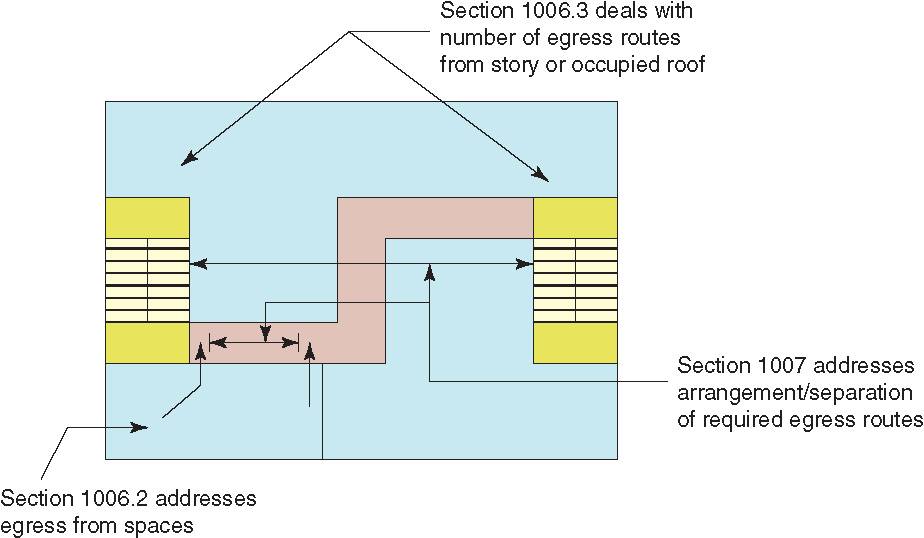 Section 1006.3 deals with
number of egress routes
from story or occupied roof
Section 1007 addresses
arrangement/separation
of required egress routes
Section 1006.2 addresses
egress from spaces